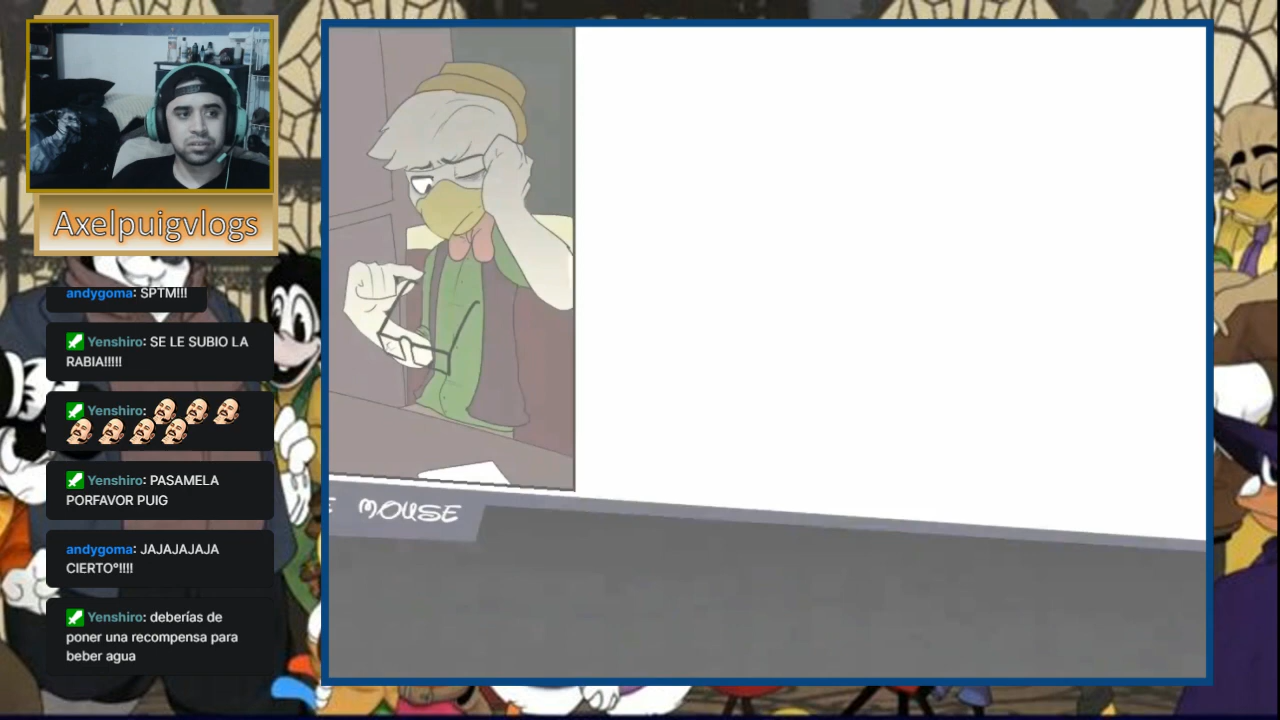 Axelpuigvlogs
andygoma: SPTM!!!
Yenshiro: SE LE SUBIO LA
RABIA!!!!!
Yenshiro:
Yenshiro: PASAMELA
PORFAVOR PUIG
andygoma: JAJAJAJAJA
CIERTO°!!!!
Yenshiro: deberías de
poner una recompensa para
beber agua
MOUSE